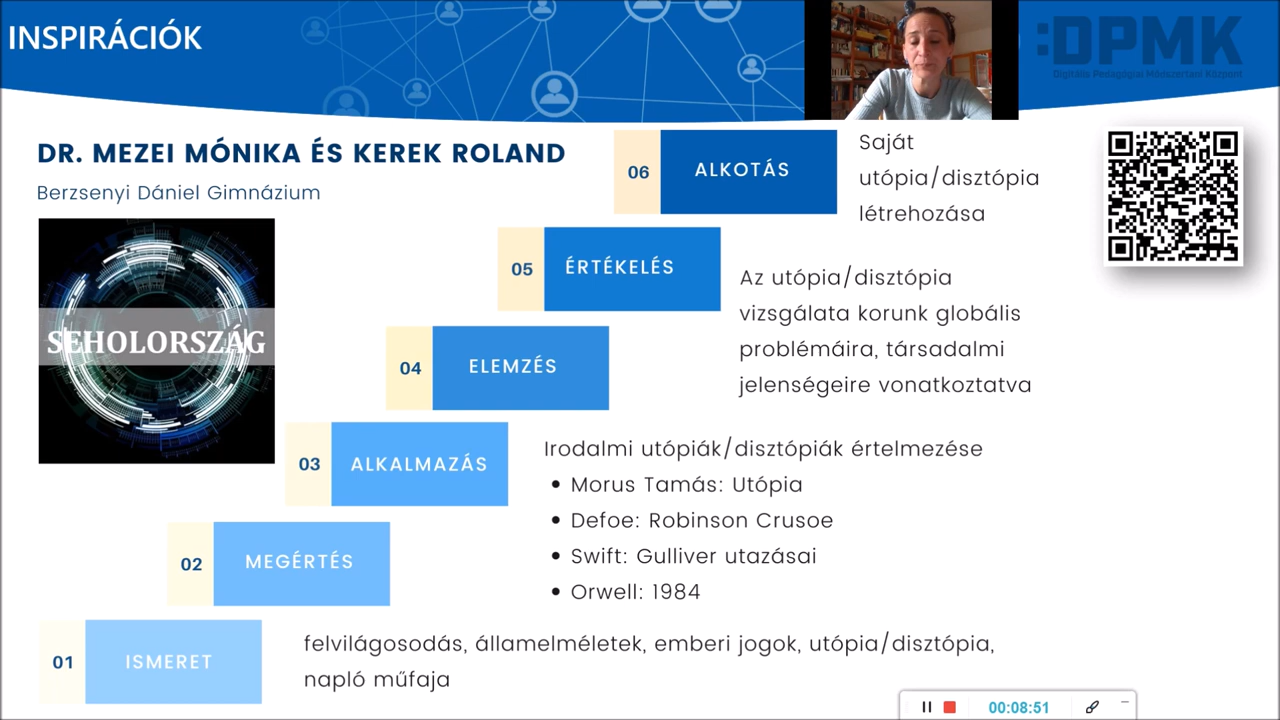 INSPIRÁCIÓK
:DPMK
Digitális Pedagógiai Módszertani Központ
DR. MEZEI MÓNIKA ÉS KEREK ROLAND
Berzsenyi Dániel Gimnázium
SEHOLORSZÁG
06 ALKOTÁS
Saját
utópia/disztópia
létrehozása
05 ÉRTÉKELÉS
04 ELEMZÉS
Az utópia/disztópia
vizsgálata korunk globális
problémáira, társadalmi
jelenségeire vonatkoztatva
03 ALKALMAZÁS
02 MEGÉRTÉS
Irodalmi utópiák/disztópiák értelmezése
• Morus Tamás: Utópia
• Defoe: Robinson Crusoe
• Swift: Gulliver utazásai
• Orwell: 1984
01 ISMERET
felvilágosodás, államelméletek, emberi jogok, utópia/disztópia,
napló műfaja
00:08:51